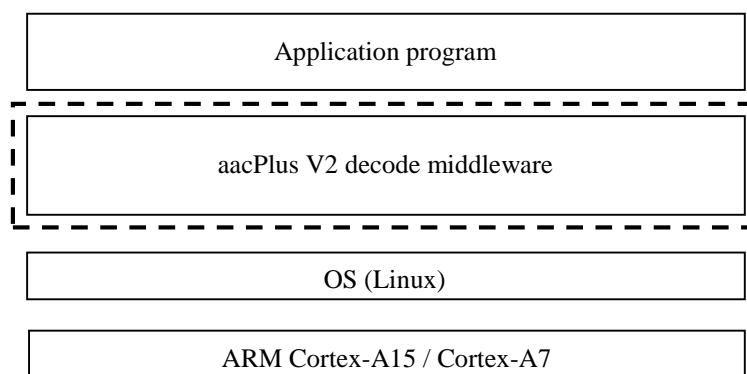 Application program
aacPlus V2 decode middleware
OS (Linux)
ARM Cortex-A15 / Cortex-A7